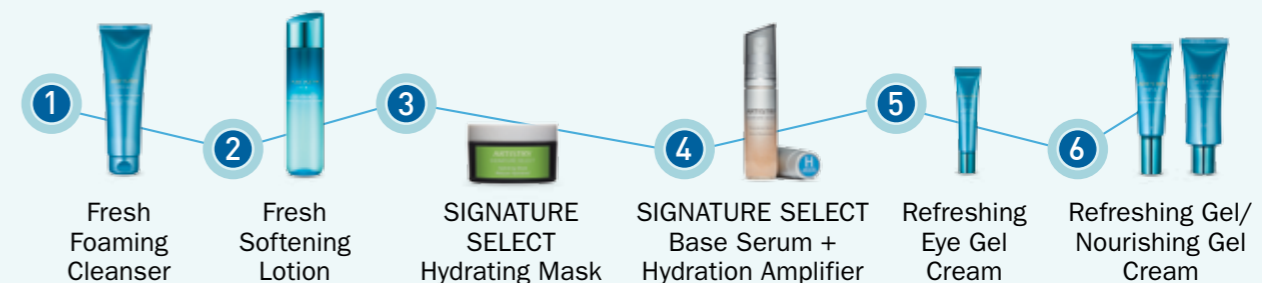 1
2
3
4
5
6
H
Fresh
Foaming
Cleanser
Fresh
Softening
Lotion
SIGNATURE
SELECT
Hydrating Mask
SIGNATURE SELECT
Base Serum +
Hydration Amplifier
Refreshing
Eye Gel
Cream
Refreshing Gel/
Nourishing Gel
Cream